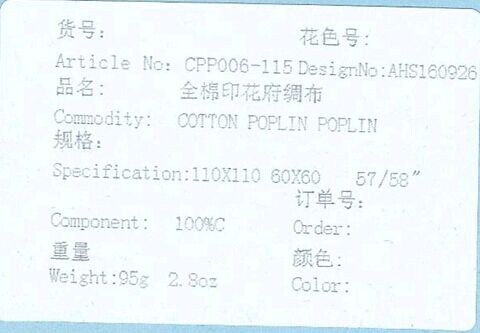 货号: 花色号:
Article No: CPP006-115 DesignNo:AHS160926
品名: 全棉印花府绸布
Commodity: COTTON POPLIN POPLIN
规格:
Specification:110X110 60X60 57/58"
订单号:
Component: 100%C Order:
重量 颜色:
Weight:95g 2.8oz Color: